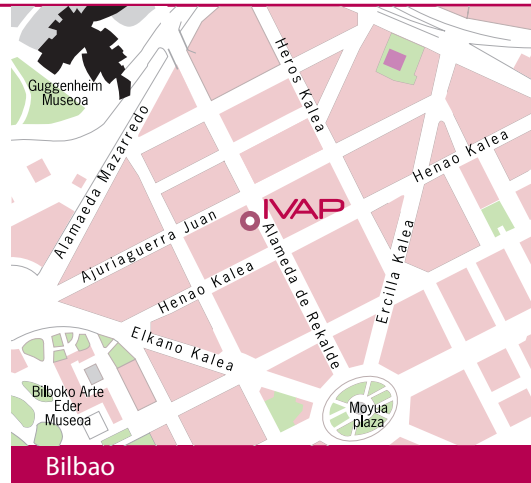 Guggenheim
Museoa
Alamaeda Mazarredo
Heros Kalea
Henao Kalea
IVAP
Ajuriaguerra Juan
Henao Kalea
Alameda de Rekalde
Ercilla Kalea
Elkano Kalea
Bilboko Arte
Eder
Museoa
Moyua
plaza
Bilbao